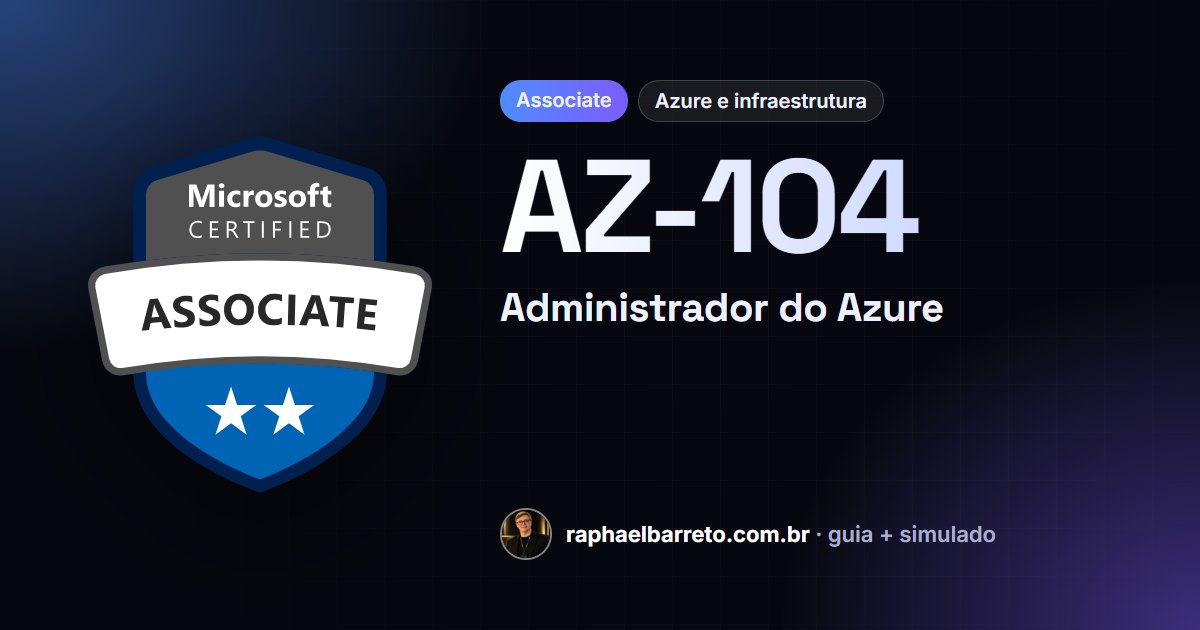 Microsoft
CERTIFIED
ASSOCIATE
Associate
Azure e infraestrutura
AZ-104
Administrador do Azure
raphaelbarreto.com.br · guia + simulado